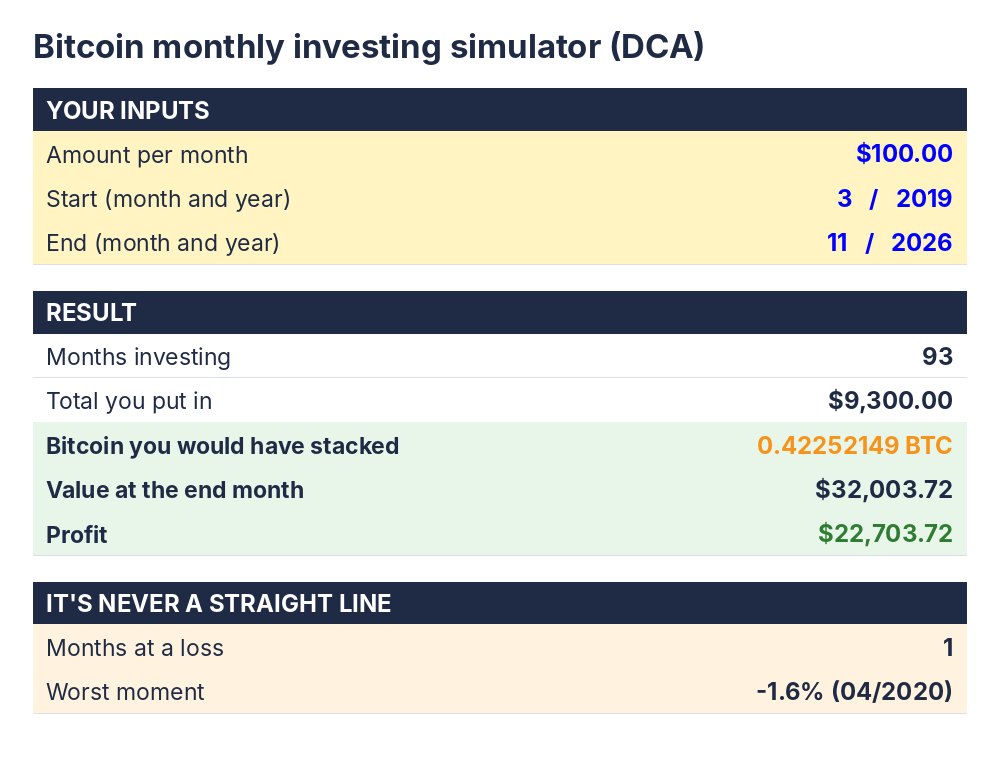 Bitcoin monthly investing simulator (DCA)
YOUR INPUTS
Amount per month $100.00
Start (month and year) 3 / 2019
End (month and year) 11 / 2026
RESULT
Months investing 93
Total you put in $9,300.00
Bitcoin you would have stacked 0.42252149 BTC
Value at the end month $32,003.72
Profit $22,703.72
IT'S NEVER A STRAIGHT LINE
Months at a loss 1
Worst moment -1.6% (04/2020)